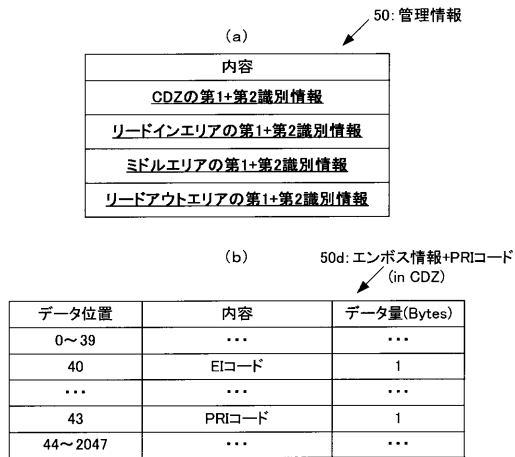 50: 管理情報
(a)
内容
CDZの第1+第2識別情報
リードインエリアの第1+第2識別情報
ミドルエリアの第1+第2識別情報
リードアウトエリアの第1+第2識別情報
(b)
50d: エンボス情報+PRIコード
(in CDZ)
データ位置 内容 データ量(Bytes)
0～39 ・・・ ・・・
40 EIコード 1
・・・ ・・・ ・・・
43 PRIコード 1
44～2047 ・・・ ・・・